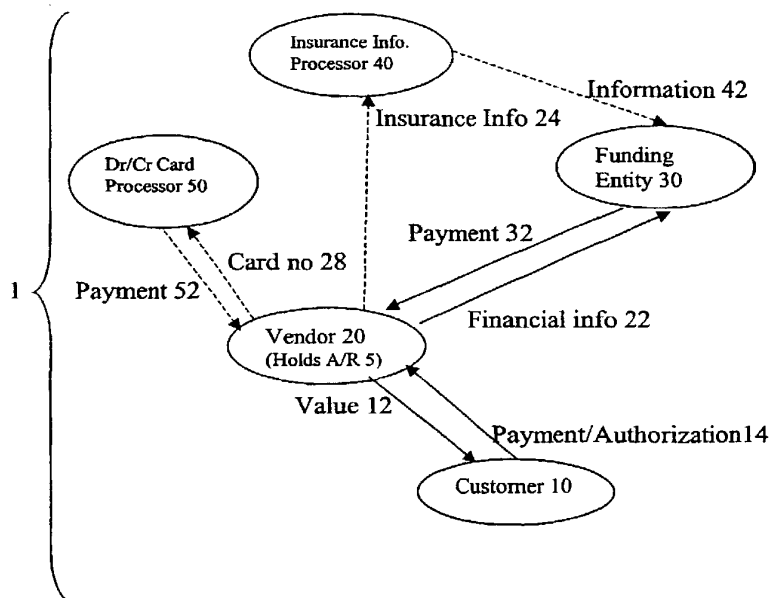 Insurance Info.
Processor 40
Information 42
Insurance Info 24
Dr/Cr Card
Processor 50
Funding
Entity 30
Payment 32
Card no 28
1
Payment 52
Financial info 22
Vendor 20
(Holds A/R 5)
Value 12
Payment/Authorization14
Customer 10